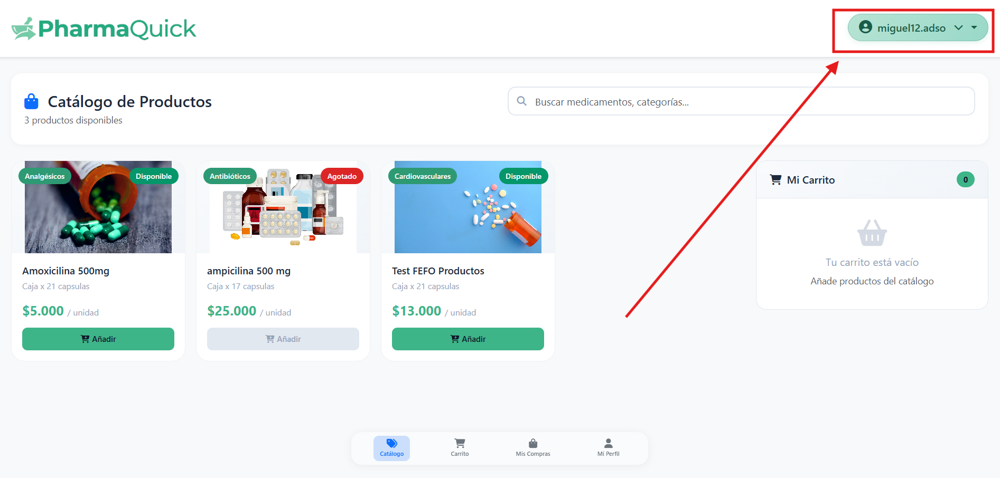 PharmaQuick
miguel12.adso
Catálogo de Productos
3 productos disponibles
Buscar medicamentos, categorías...
Analgésicos
Disponible
Amoxicilina 500mg
Caja x 21 capsulas
$5.000 / unidad
Añadir
Antibióticos
Agotado
ampicilina 500 mg
Caja x 17 capsulas
$25.000 / unidad
Añadir
Cardiovasculares
Disponible
Test FEFO Productos
Caja x 21 capsulas
$13.000 / unidad
Añadir
Mi Carrito
0
Tu carrito está vacío
Añade productos del catálogo
Catálogo
Carrito
Mis Compras
Mi Perfil